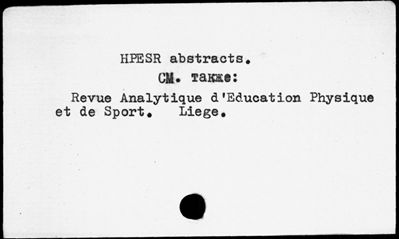 HPESR abstracts.
См. также:
Revue Analytique d'Education Physique
et de Sport.   Liege.